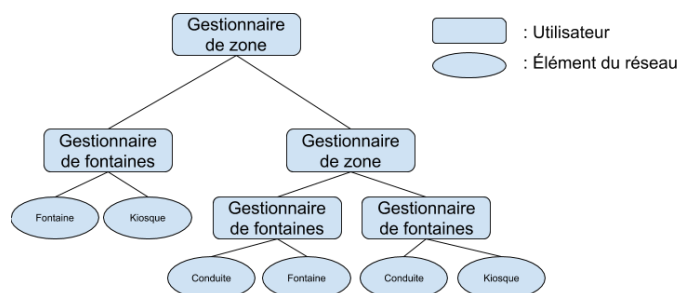 Gestionnaire
de zone
: Utilisateur
: Élément du réseau
Gestionnaire
de fontaines
Gestionnaire
de zone
Fontaine
Kiosque
Gestionnaire
de fontaines
Gestionnaire
de fontaines
Conduite
Fontaine
Conduite
Kiosque